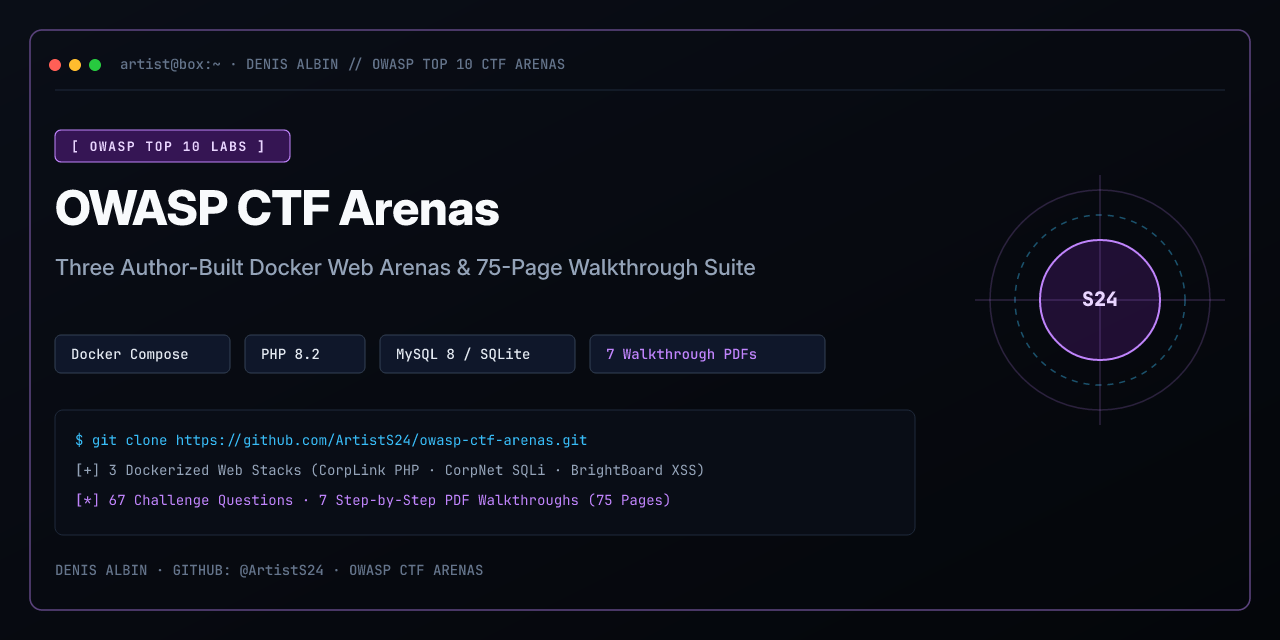 artist@box:~ · DENIS ALBIN // OWASP TOP 10 CTF ARENAS
[ OWASP TOP 10 LABS ]
OWASP CTF Arenas
Three Author-Built Docker Web Arenas & 75-Page Walkthrough Suite
S24
Docker Compose
PHP 8.2
MySQL 8 / SQLite
7 Walkthrough PDFs
$ git clone https://github.com/ArtistS24/owasp-ctf-arenas.git
[+] 3 Dockerized Web Stacks (CorpLink PHP · CorpNet SQLi · BrightBoard XSS)
[*] 67 Challenge Questions · 7 Step-by-Step PDF Walkthroughs (75 Pages)
DENIS ALBIN · GITHUB: @ArtistS24 · OWASP CTF ARENAS